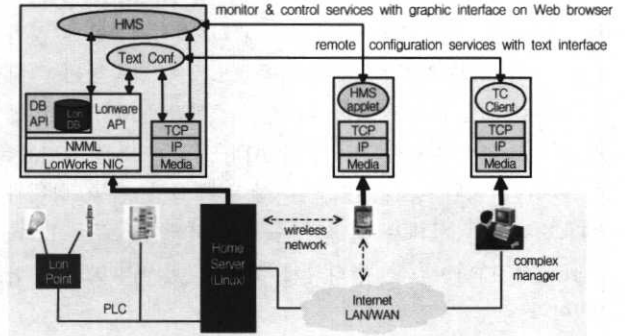 monitor & control services with graphic interface on Web browser
HMS
remote configuration services with text interface
Text Conf.
HMS
applet
TC
Client
DB
API
Lon
DB
Lonware
API
TCP
IP
Media
TCP
IP
Media
TCP
IP
Media
NMML
LonWorks NIC
wireless
network
Home
Server
(Linux)
Lon
Point
complex
manager
PLC
Internet
LAN/WAN